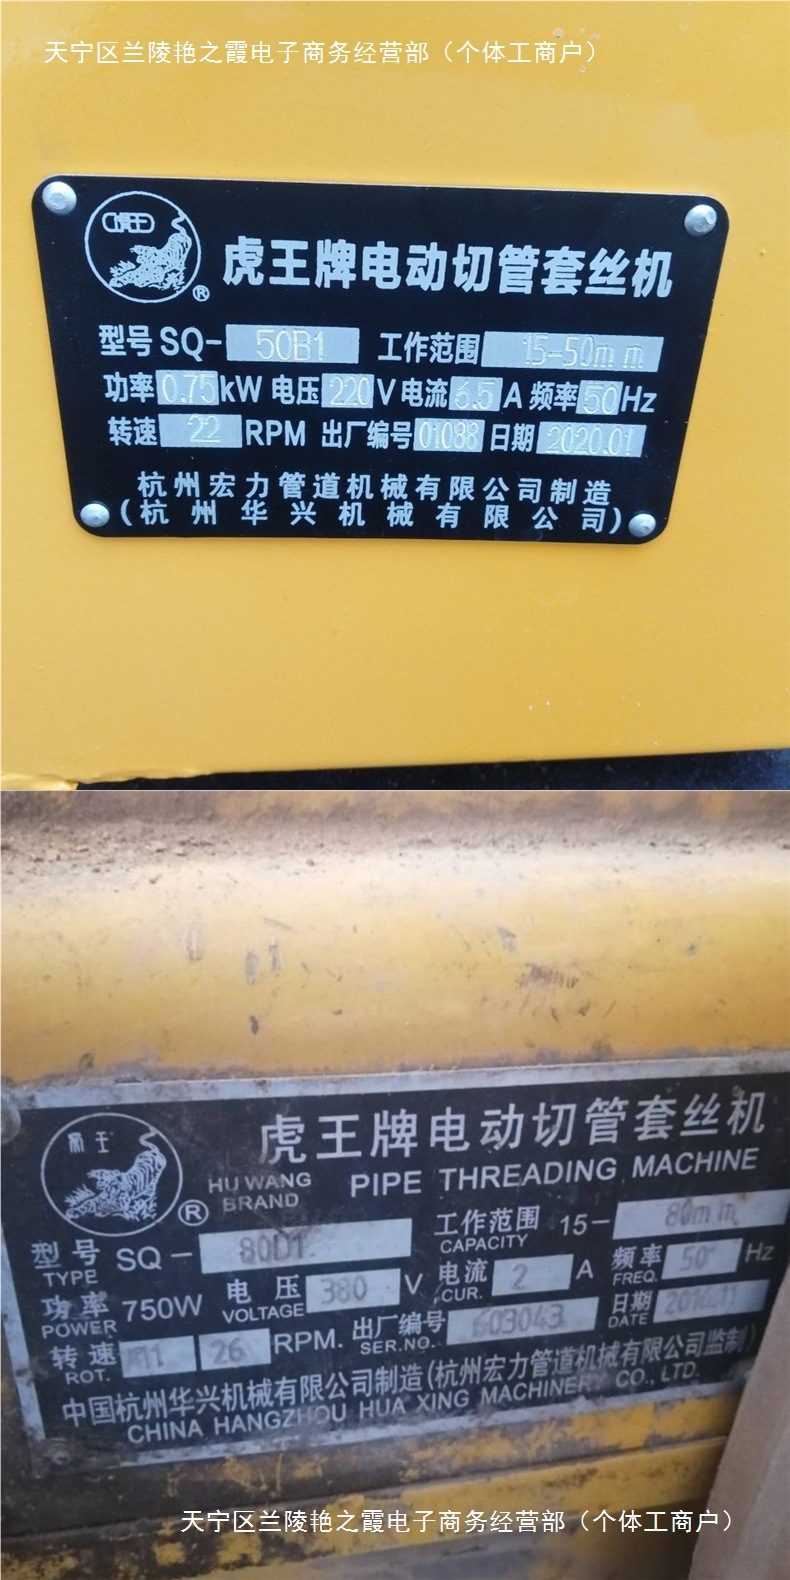 天宁区兰陵艳之霞电子商务经营部（个体工商户）
虎王
®
虎王牌电动切管套丝机
型号 SQ- 50B1 工作范围 15-50mm
功率 0.75 kW 电压 220 V 电流 6.5 A 频率 50 Hz
转速 22 RPM 出厂编号 01088 日期 2020.01
杭州宏力管道机械有限公司制造
(杭州华兴机械有限公司)
虎王
®
虎王牌电动切管套丝机
HU WANG BRAND PIPE THREADING MACHINE
型号 TYPE SQ- 80D1 工作范围 CAPACITY 15- 80mm
功率 POWER 750W 电压 VOLTAGE 380 V 电流 CUR. 2 A 频率 FREQ. 50 Hz
转速 ROT. 11 26 RPM. 出厂编号 SER.NO. 603043 日期 DATE 2016.11
中国杭州华兴机械有限公司制造(杭州宏力管道机械有限公司监制)
CHINA HANGZHOU HUA XING MACHINERY CO., LTD.
天宁区兰陵艳之霞电子商务经营部（个体工商户）